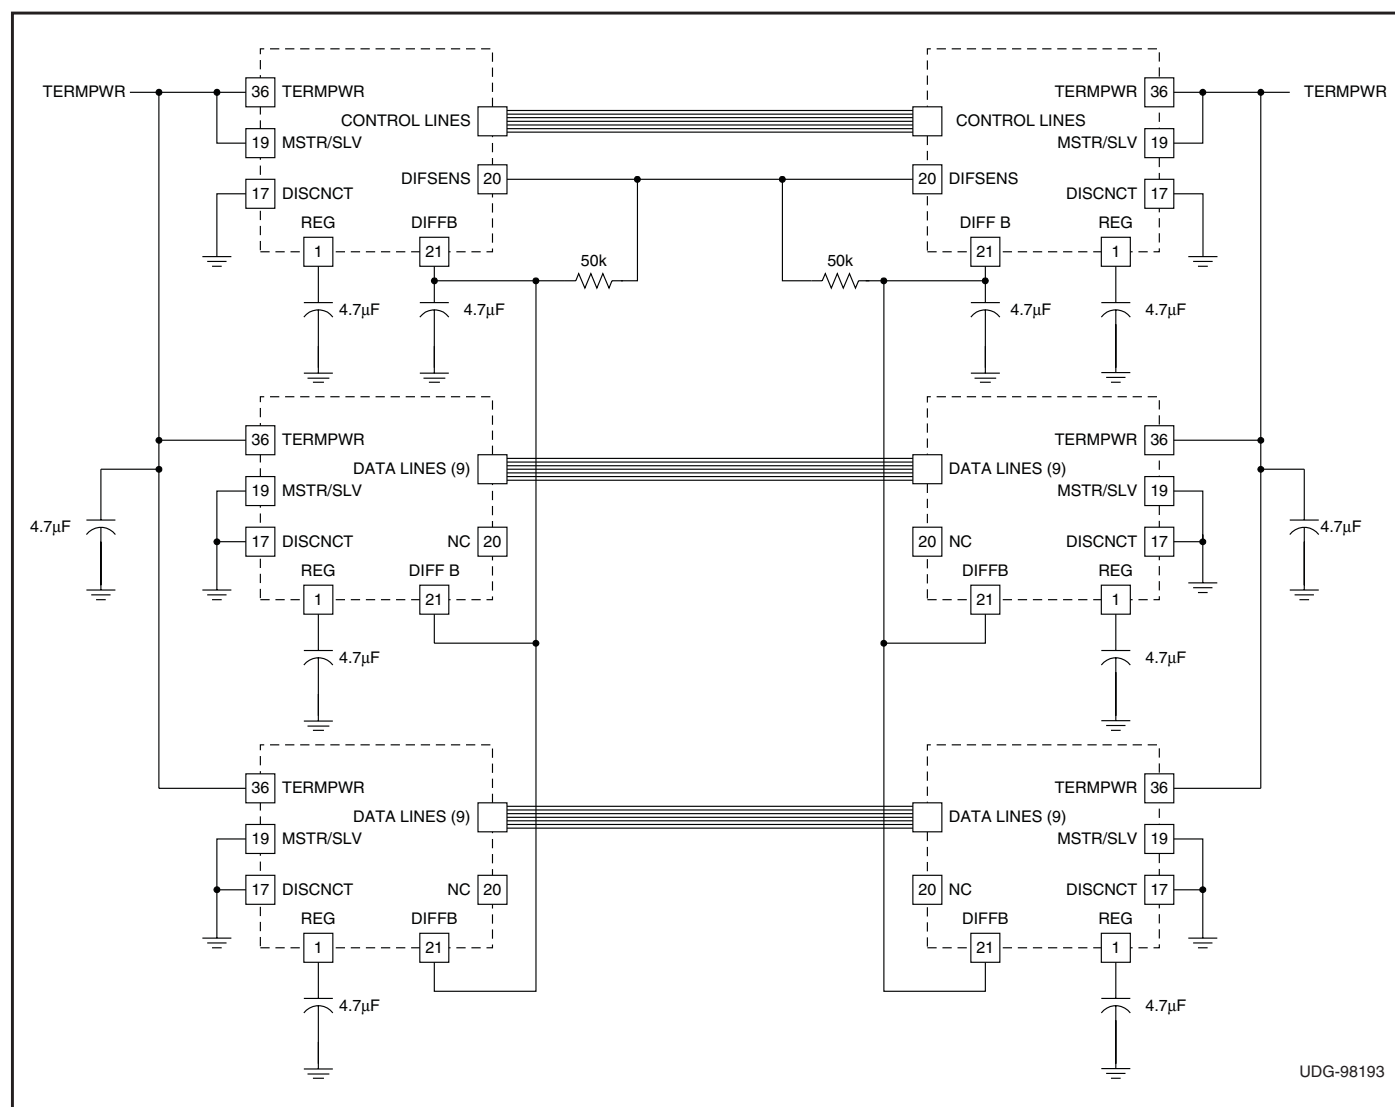 TERMPWR 36 TERMPWR TERMPWR 36 TERMPWR
CONTROL LINES CONTROL LINES
19 MSTR/SLV MSTR/SLV 19
DIFSENS 20 20 DIFSENS
17 DISCNCT DISCNCT 17
REG DIFFB DIFF B REG
1 21 21 1
50k 50k
4.7µF 4.7µF 4.7µF 4.7µF
36 TERMPWR TERMPWR 36
DATA LINES (9) DATA LINES (9)
19 MSTR/SLV MSTR/SLV 19
4.7µF 4.7µF
17 DISCNCT NC 20 20 NC DISCNCT 17
REG DIFF B DIFFB REG
1 21 21 1
4.7µF 4.7µF
36 TERMPWR TERMPWR 36
DATA LINES (9) DATA LINES (9)
19 MSTR/SLV MSTR/SLV 19
17 DISCNCT NC 20 20 NC DISCNCT 17
REG DIFFB DIFFB REG
1 21 21 1
4.7µF 4.7µF
UDG-98193